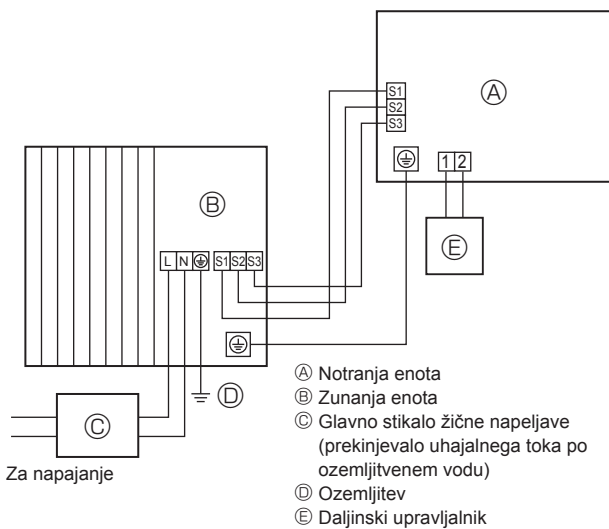 S1
S2
S3
Ⓐ
1 2
Ⓔ
Ⓑ
L N S1 S2 S3
Ⓓ
Ⓒ
Za napajanje
Ⓐ Notranja enota
Ⓑ Zunanja enota
Ⓒ Glavno stikalo žične napeljave
(prekinjevalo uhajalnega toka po
ozemljitvenem vodu)
Ⓓ Ozemljitev
Ⓔ Daljinski upravljalnik